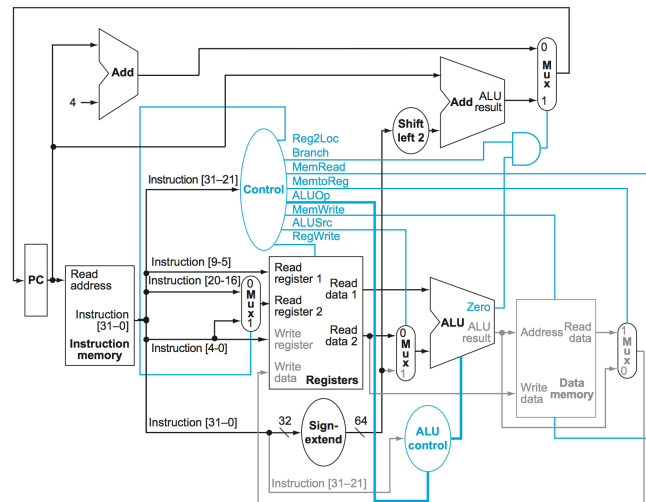 0
M
u
x
1
Add
4
Add
ALU
result
Shift
left 2
Reg2Loc
Branch
MemRead
MemtoReg
ALUOp
MemWrite
ALUSrc
RegWrite
Control
Instruction [31–21]
PC
Read
address
Instruction
[31–0]
Instruction
memory
Instruction [9-5]
Instruction [20-16]
Instruction [4-0]
Instruction [31–0]
0
M
u
x
1
Read
register 1
Read
register 2
Write
register
Write
data
Read
data 1
Read
data 2
Registers
0
M
u
x
1
Zero
ALU
ALU
result
Address
Read
data
Write
data
Data
memory
1
M
u
x
0
32
Sign-
extend
64
ALU
control
Instruction [31–21]